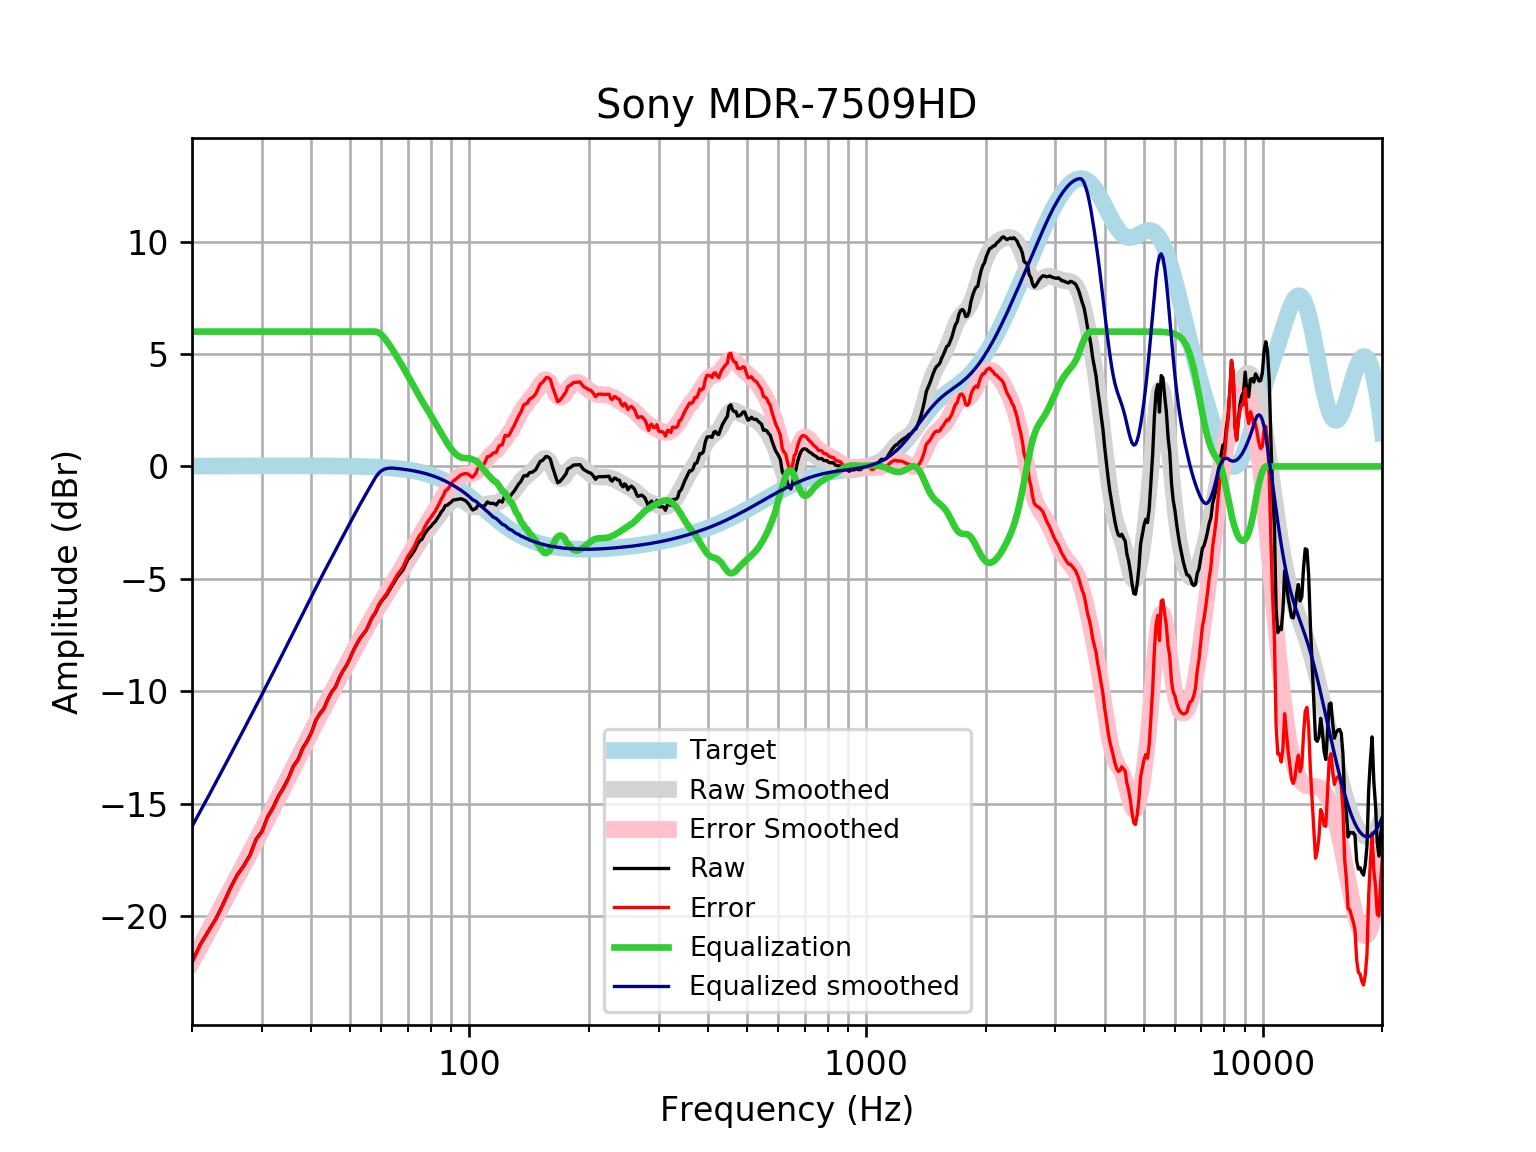 Sony MDR-7509HD
Amplitude (dBr)
10
5
0
−5
−10
−15
−20
Target
Raw Smoothed
Error Smoothed
Raw
Error
Equalization
Equalized smoothed
100
1000
10000
Frequency (Hz)